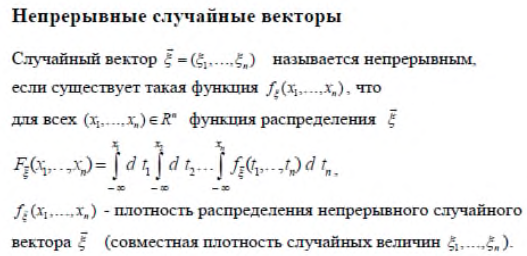 Непрерывные случайные векторы
Случайный вектор ξ⃗ = (ξ₁,...,ξₙ) называется непрерывным,
если существует такая функция f_ξ⃗(x₁,...,xₙ), что
для всех (x₁,...,xₙ) ∈ Rⁿ функция распределения ξ⃗
F_ξ⃗(x₁,...,xₙ) = ∫_{-∞}^{x₁} d t₁ ∫_{-∞}^{x₂} d t₂ ... ∫_{-∞}^{xₙ} f_ξ⃗(t₁,...,tₙ) d tₙ,
f_ξ⃗(x₁,...,xₙ) - плотность распределения непрерывного случайного
вектора ξ⃗ (совместная плотность случайных величин ξ₁,...,ξₙ).